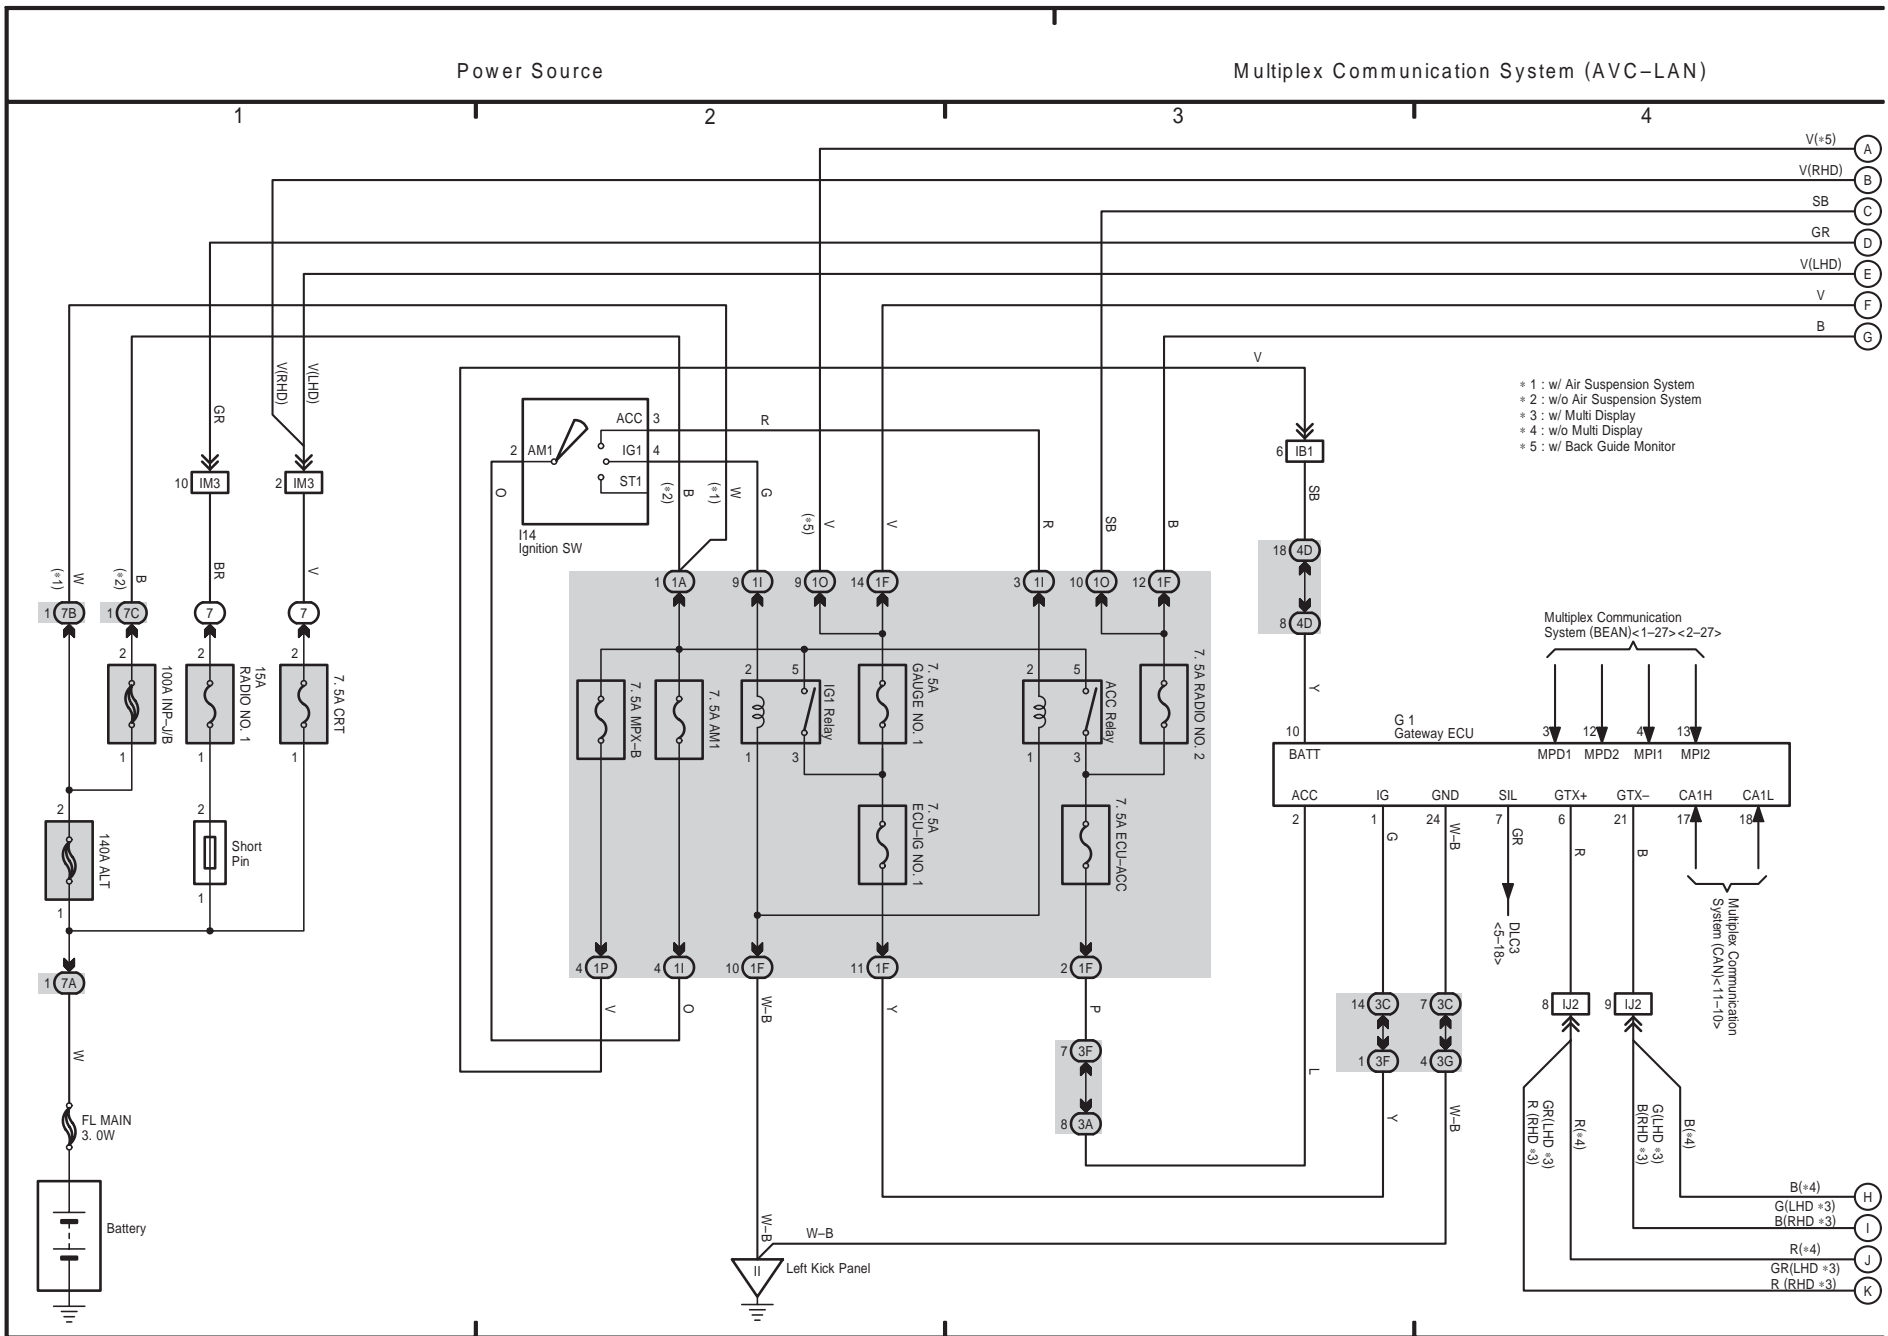 Power Source
Multiplex Communication System (AVC–LAN)
1
2
3
4
V(*5)
A
V(RHD)
B
SB
C
GR
D
V(LHD)
E
V
F
B
G
V
* 1 : w/ Air Suspension System
* 2 : w/o Air Suspension System
* 3 : w/ Multi Display
* 4 : w/o Multi Display
* 5 : w/ Back Guide Monitor
V(RHD)
V(LHD)
GR
10 IM3
2 IM3
BR
V
W
(*1)
B
(*2)
1 7B
1 7C
7
7
2
2
2
100A INP–J/B
15A
RADIO NO. 1
7. 5A CRT
1
1
1
2
140A ALT
1
2
Short
Pin
1
1 7A
W
FL MAIN
3. 0W
Battery
2 AM1
ACC 3
IG1 4
ST1
R
O
I14
Ignition SW
(*2)
B
(*1)
W
G
(*5)
V
V
R
SB
B
1 1A
9 1I
9 1O
14 1F
3 1I
10 1O
12 1F
7. 5A MPX–B
7. 5A AM1
2
5
IG1 Relay
1
3
7. 5A
GAUGE NO. 1
7. 5A
ECU–IG NO. 1
2
5
ACC Relay
1
3
7. 5A RADIO NO. 2
7. 5A ECU–ACC
4 1P
4 1I
10 1F
11 1F
2 1F
V
O
W–B
Y
P
7 3F
8 3A
W–B
W–B
II
Left Kick Panel
6 IB1
SB
18 4D
8 4D
Y
Multiplex Communication
System (BEAN)<1–27><2–27>
G 1
Gateway ECU
10
3
12
4
13
BATT
MPD1
MPD2
MPI1
MPI2
ACC
IG
GND
SIL
GTX+
GTX–
CA1H
CA1L
2
1
24
7
6
21
17
18
G
W–B
GR
R
B
DLC3
<5–18>
Multiplex Communication
System (CAN)<11–10>
14 3C
7 3C
1 3F
4 3G
8 IJ2
9 IJ2
L
Y
W–B
GR(LHD *3)
R (RHD *3)
R(*4)
G(LHD *3)
B(RHD *3)
B(*4)
B(*4)
H
G(LHD *3)
B(RHD *3)
I
R(*4)
J
GR(LHD *3)
R (RHD *3)
K